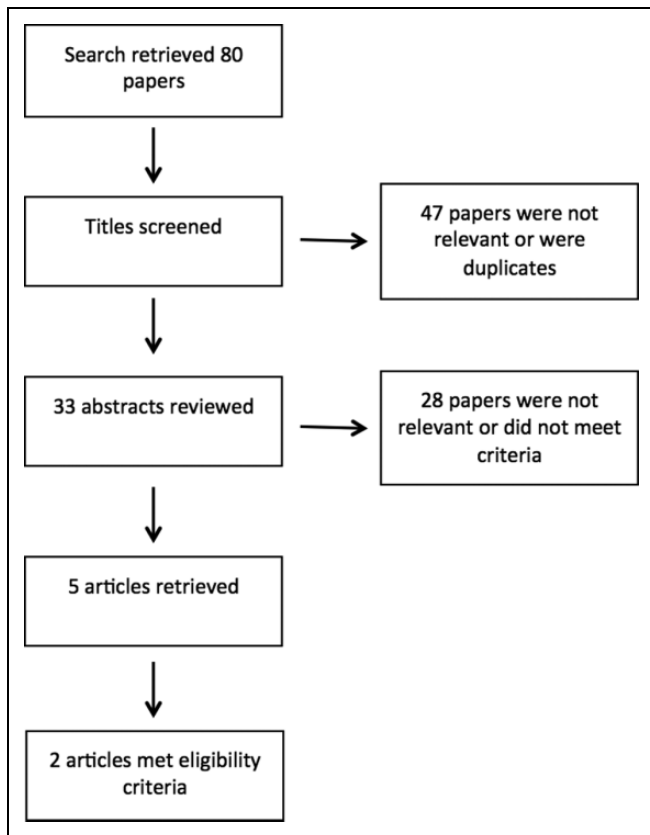 Search retrieved 80
papers
Titles screened
47 papers were not
relevant or were
duplicates
33 abstracts reviewed
28 papers were not
relevant or did not meet
criteria
5 articles retrieved
2 articles met eligibility
criteria